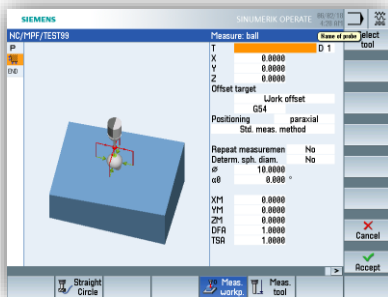 SIEMENS
SINUMERIK OPERATE
NC/MPF/TEST99
Measure: ball
Name of probe
elect
tool
P
END
T D 1
X 0.0000
Y 0.0000
Z 0.0000
Offset target
Work offset
G54
Positioning paraxial
Std. meas. method
Repeat measuremen No
Determ. sph. diam. No
Ø 10.0000
α0 0.000 °
XM 0.0000
YM 0.0000
ZM 0.0000
DFA 1.0000
TSA 1.0000
Cancel
Accept
>
Straight
Circle
Meas.
workp.
Meas.
tool